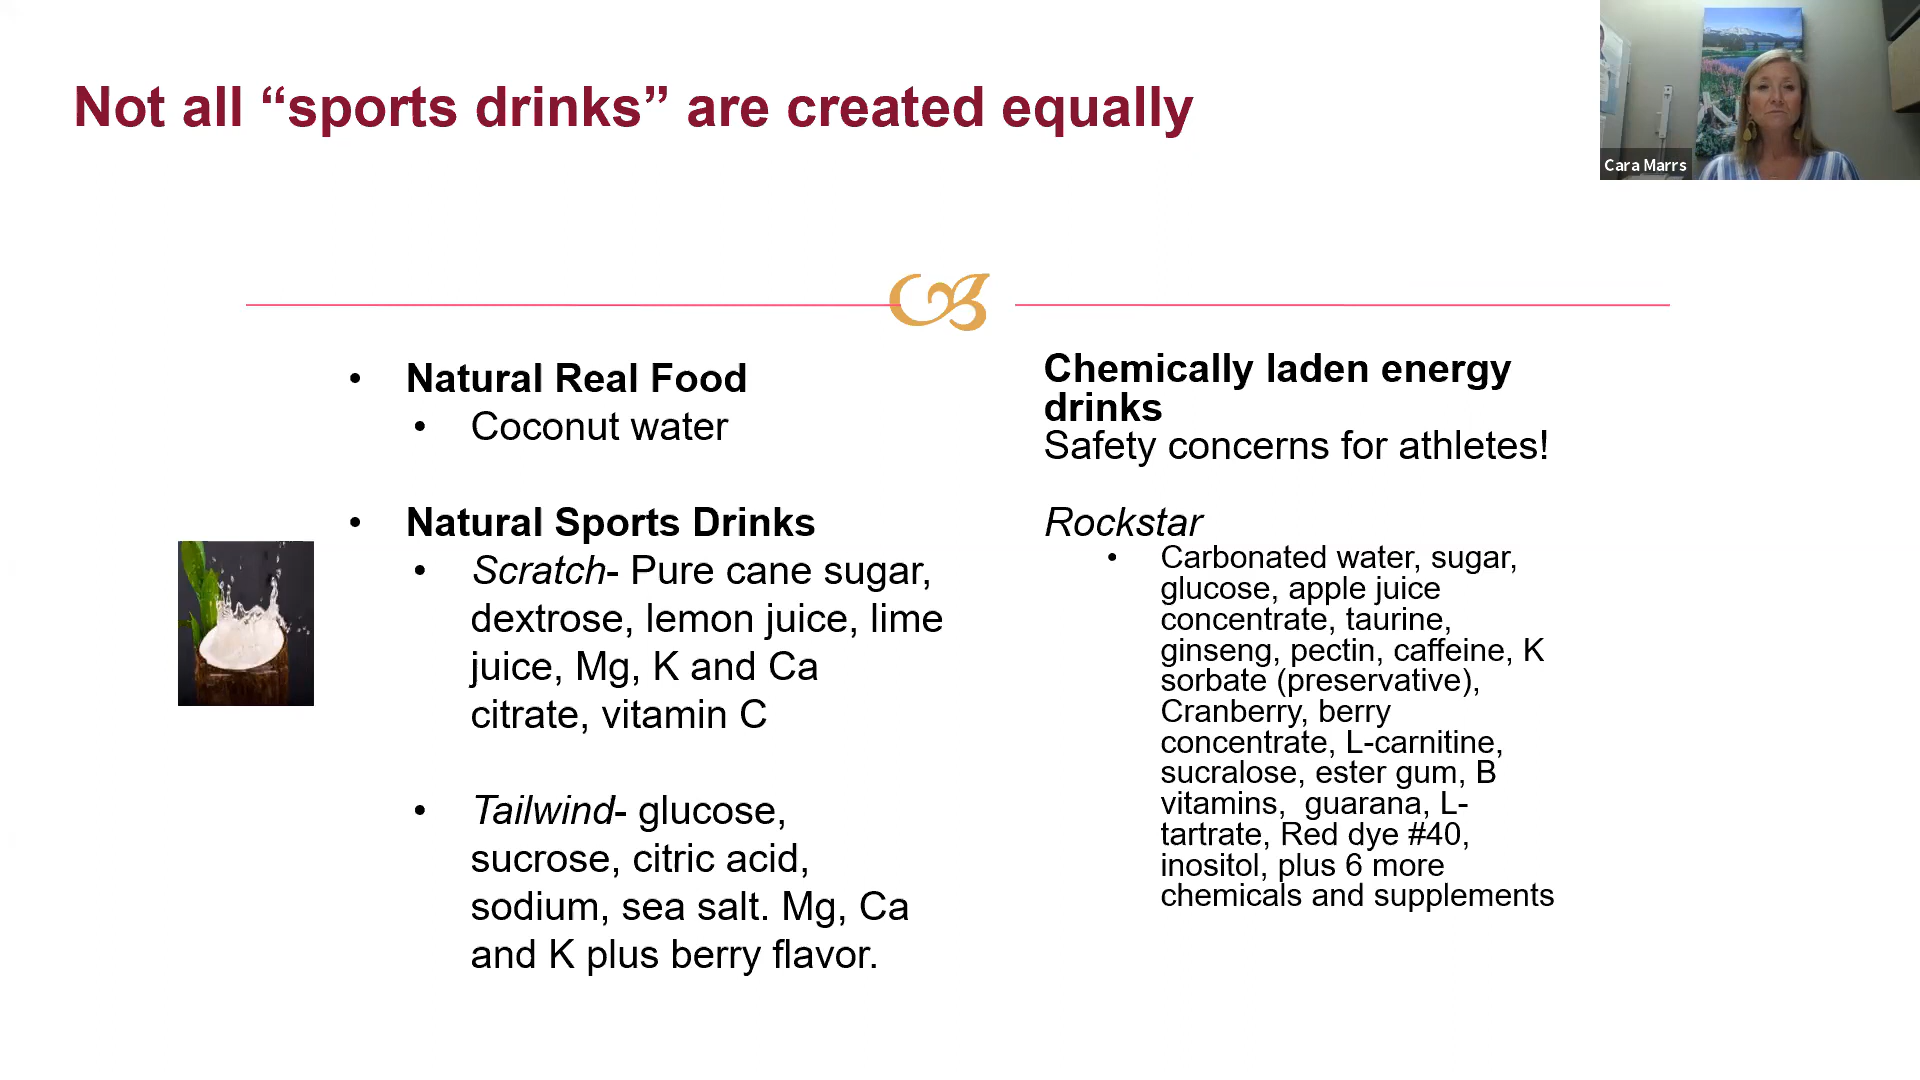 Not all “sports drinks” are created equally
Cara Marrs
• Natural Real Food
• Coconut water
• Natural Sports Drinks
• Scratch- Pure cane sugar,
dextrose, lemon juice, lime
juice, Mg, K and Ca
citrate, vitamin C
• Tailwind- glucose,
sucrose, citric acid,
sodium, sea salt. Mg, Ca
and K plus berry flavor.
Chemically laden energy
drinks
Safety concerns for athletes!
Rockstar
• Carbonated water, sugar,
glucose, apple juice
concentrate, taurine,
ginseng, pectin, caffeine, K
sorbate (preservative),
Cranberry, berry
concentrate, L-carnitine,
sucralose, ester gum, B
vitamins,  guarana, L-
tartrate, Red dye #40,
inositol, plus 6 more
chemicals and supplements